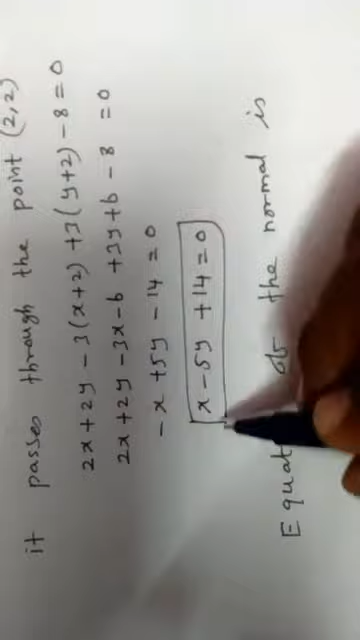 it passes through the point (2,2)
2x + 2y - 3(x+2) + 3(y+2) - 8 = 0
2x + 2y - 3x - 6 + 3y + 6 - 8 = 0
- x + 5y - 14 = 0
x - 5y + 14 = 0
Equat of the normal is